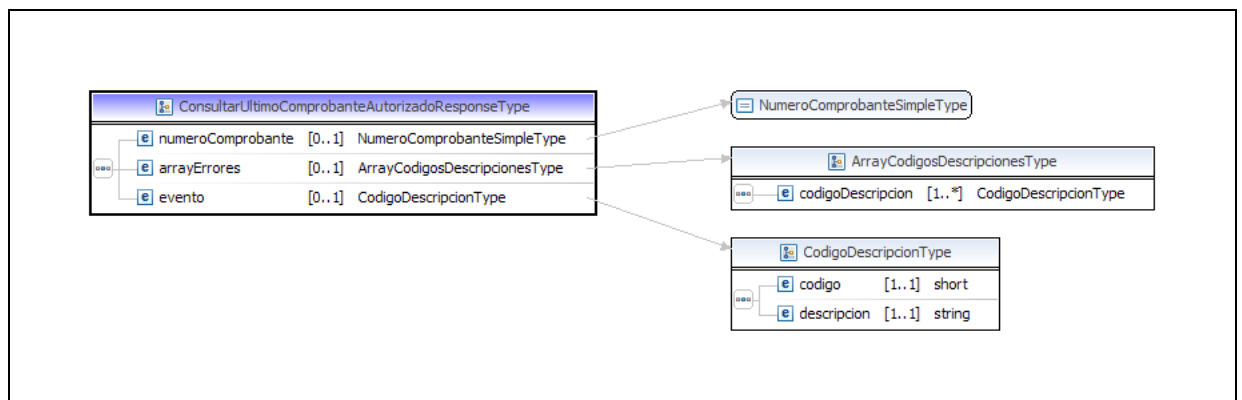 ConsultarUltimoComprobanteAutorizadoResponseType
e numeroComprobante [0..1] NumeroComprobanteSimpleType
e arrayErrores [0..1] ArrayCodigosDescripcionesType
e evento [0..1] CodigoDescripcionType
NumeroComprobanteSimpleType
ArrayCodigosDescripcionesType
e codigoDescripcion [1..*] CodigoDescripcionType
CodigoDescripcionType
e codigo [1..1] short
e descripcion [1..1] string